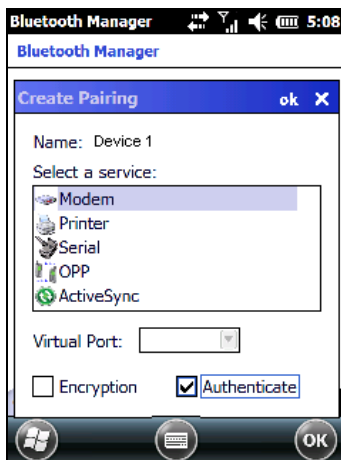 Bluetooth Manager 5:08
Bluetooth Manager
Create Pairing ok X
Name: Device 1
Select a service:
Modem
Printer
Serial
OPP
ActiveSync
Virtual Port:
Encryption Authenticate
OK